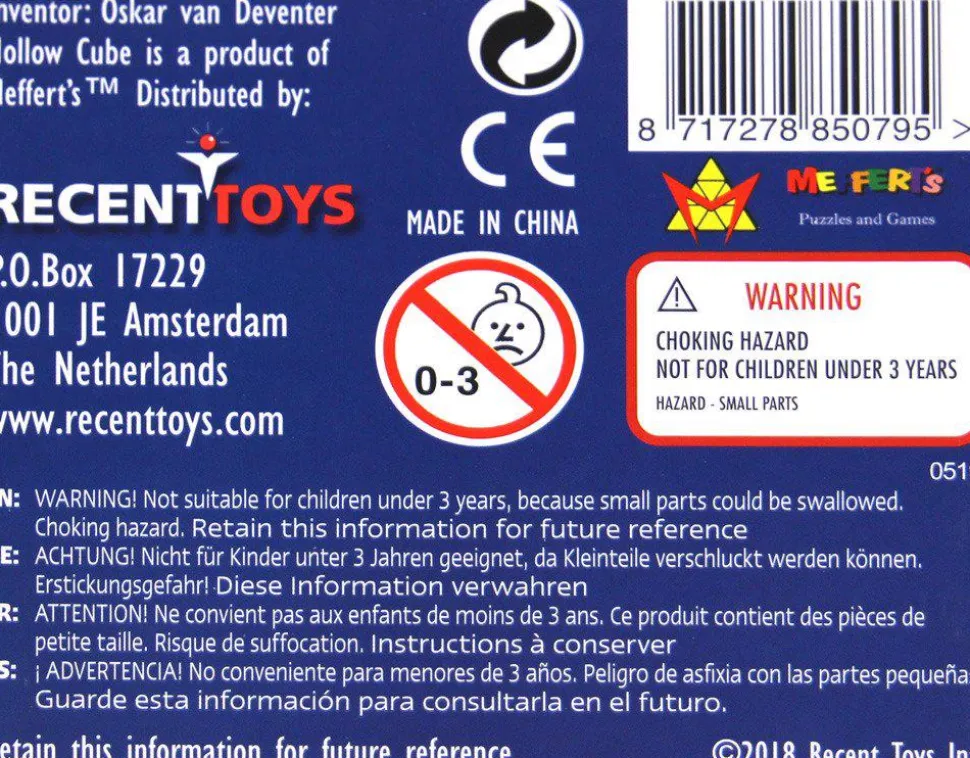 nventor: Oskar van Deventer
ollow Cube is a product of
effert's™ Distributed by:
RECENTTOYS
P.O.Box 17229
1001 JE Amsterdam
he Netherlands
www.recenttoys.com
CE
MADE IN CHINA
0-3
8 717278 850795 >
MEFFERT'S
Puzzles and Games
WARNING
CHOKING HAZARD
NOT FOR CHILDREN UNDER 3 YEARS
HAZARD - SMALL PARTS
051
N: WARNING! Not suitable for children under 3 years, because small parts could be swallowed.
Choking hazard. Retain this information for future reference
E: ACHTUNG! Nicht für Kinder unter 3 Jahren geeignet, da Kleinteile verschluckt werden können.
Erstickungsgefahr! Diese Information verwahren
R: ATTENTION! Ne convient pas aux enfants de moins de 3 ans. Ce produit contient des pièces de
petite taille. Risque de suffocation. Instructions à conserver
S: ¡ ADVERTENCIA! No conveniente para menores de 3 años. Peligro de asfixia con las partes pequeña
Guarde esta información para consultarla en el futuro.
etain this information for future reference
©2018 Recent Toys In